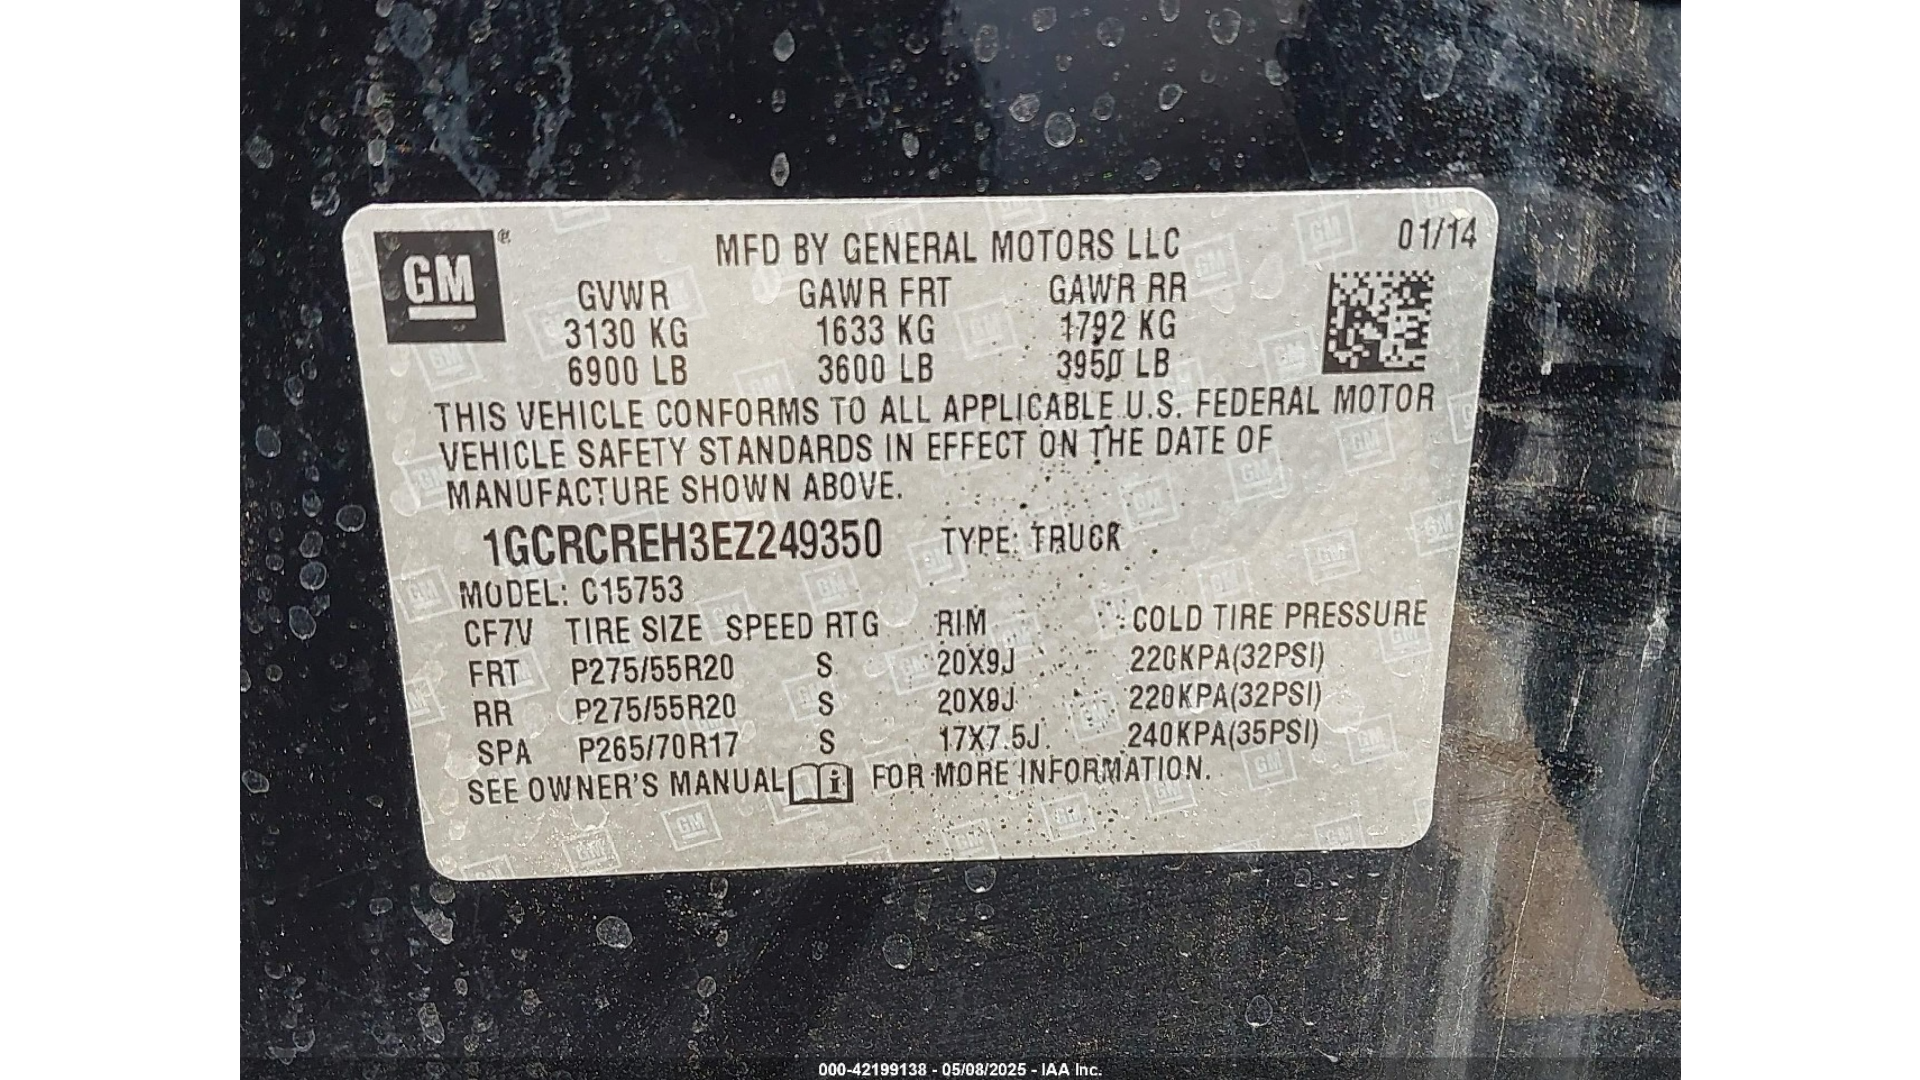 GM®
MFD BY GENERAL MOTORS LLC 01/14
GVWR GAWR FRT GAWR RR
3130 KG 1633 KG 1792 KG
6900 LB 3600 LB 3950 LB
THIS VEHICLE CONFORMS TO ALL APPLICABLE U.S. FEDERAL MOTOR
VEHICLE SAFETY STANDARDS IN EFFECT ON THE DATE OF
MANUFACTURE SHOWN ABOVE.
1GCRCREH3EZ249350 TYPE: TRUCK
MODEL: C15753
CF7V TIRE SIZE SPEED RTG RIM COLD TIRE PRESSURE
FRT P275/55R20 S 20X9J 220KPA(32PSI)
RR P275/55R20 S 20X9J 220KPA(32PSI)
SPA P265/70R17 S 17X7.5J 240KPA(35PSI)
SEE OWNER'S MANUAL i FOR MORE INFORMATION.
000-42199138 - 05/08/2025 - IAA Inc.